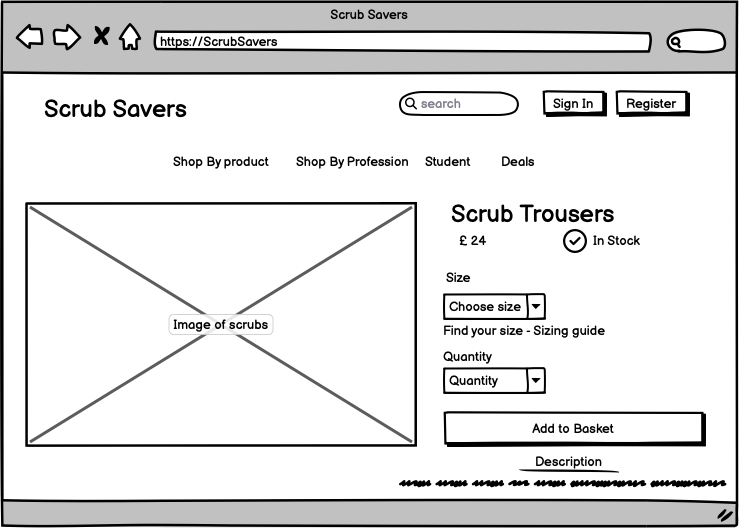 Scrub Savers
https://ScrubSavers
Scrub Savers
search
Sign In
Register
Shop By product
Shop By Profession
Student
Deals
Image of scrubs
Scrub Trousers
£ 24
In Stock
Size
Choose size
Find your size - Sizing guide
Quantity
Quantity
Add to Basket
Description